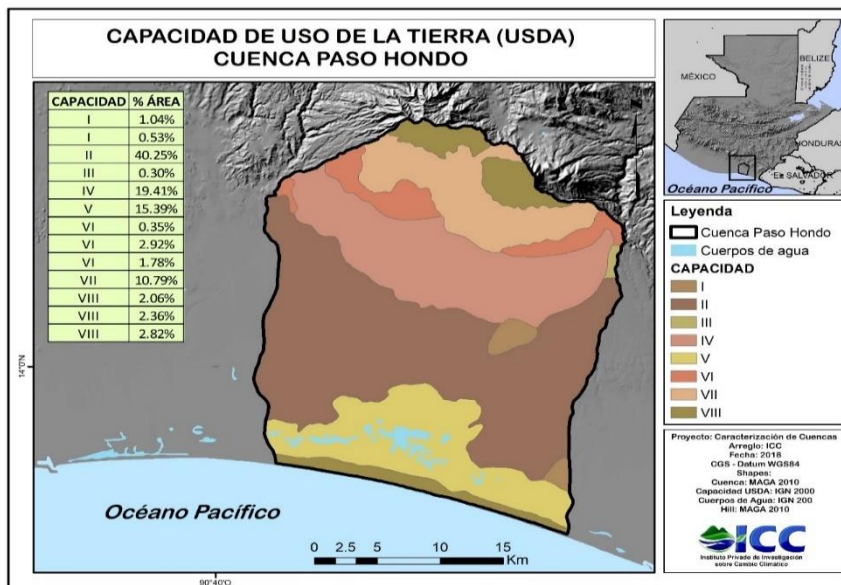 CAPACIDAD DE USO DE LA TIERRA (USDA)
CUENCA PASO HONDO
CAPACIDAD % ÁREA
I 1.04%
I 0.53%
II 40.25%
III 0.30%
IV 19.41%
V 15.39%
VI 0.35%
VI 2.92%
VI 1.78%
VII 10.79%
VIII 2.06%
VIII 2.36%
VIII 2.82%
14°0'N
Océano Pacífico
0 2.5 5 10 15
Km
90°40'O
MÉXICO
BELIZE
HONDURAS
EL SALVADOR
Océano Pacífico
Leyenda
Cuenca Paso Hondo
Cuerpos de agua
CAPACIDAD
I
II
III
IV
V
VI
VII
VIII
Proyecto: Caracterización de Cuencas
Arreglo: ICC
Fecha: 2018
CGS - Datum WGS84
Shapes:
Cuenca: MAGA 2010
Capacidad USDA: IGN 2000
Cuerpos de Agua: IGN 200
Hill: MAGA 2010
ICC
Instituto Privado de Investigación
sobre Cambio Climático